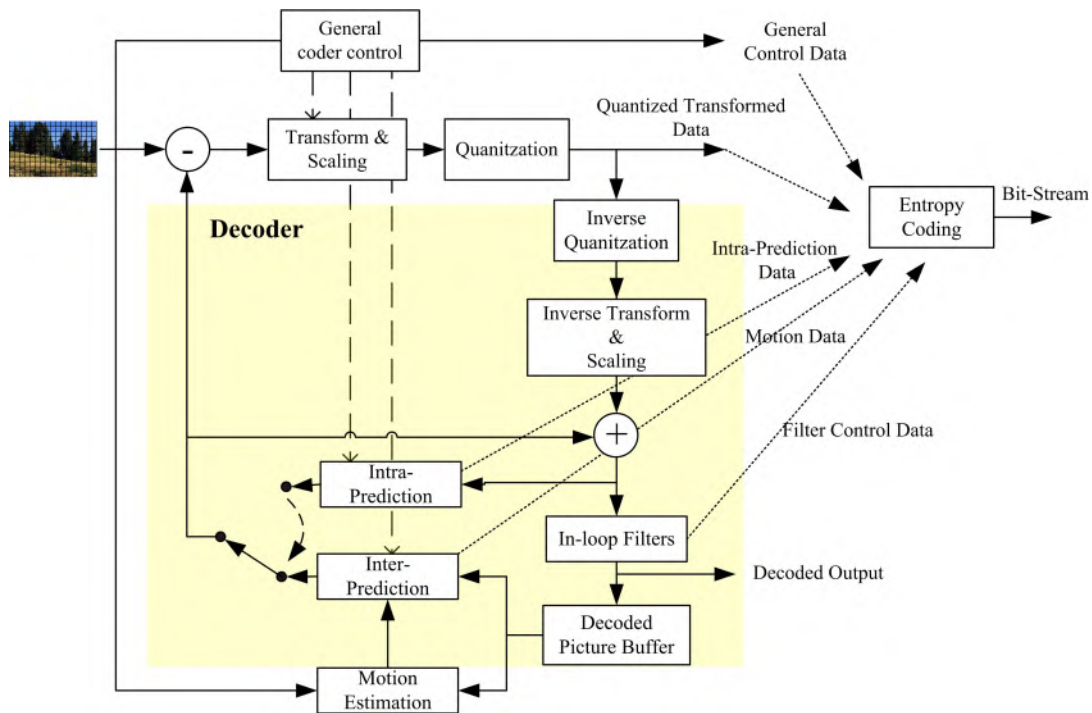 General
coder control
General
Control Data
Quantized Transformed
Data
-
Transform &
Scaling
Quanitzation
Entropy
Coding
Bit-Stream
Decoder
Inverse
Quanitzation
Intra-Prediction
Data
Inverse Transform
&
Scaling
Motion Data
+
Filter Control Data
Intra-
Prediction
In-loop Filters
Inter-
Prediction
Decoded Output
Decoded
Picture Buffer
Motion
Estimation